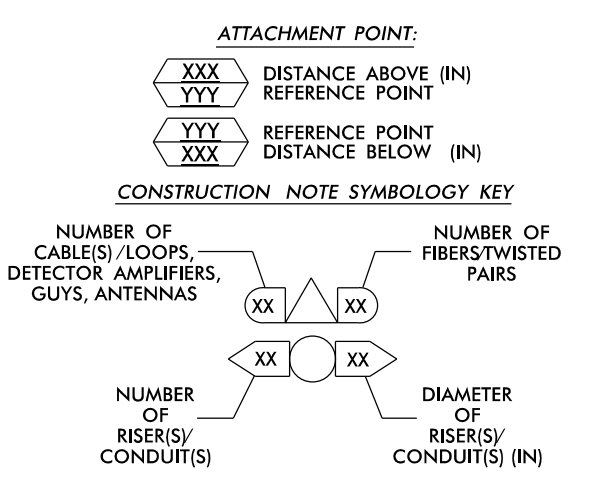 ATTACHMENT POINT:
XXX
YYY
DISTANCE ABOVE (IN)
REFERENCE POINT
YYY
XXX
REFERENCE POINT
DISTANCE BELOW (IN)
CONSTRUCTION NOTE SYMBOLOGY KEY
NUMBER OF
CABLE(S)/LOOPS,
DETECTOR AMPLIFIERS,
GUYS, ANTENNAS
NUMBER OF
FIBERS/TWISTED
PAIRS
XX
XX
XX
XX
NUMBER
OF
RISER(S)/
CONDUIT(S)
DIAMETER
OF
RISER(S)/
CONDUIT(S) (IN)